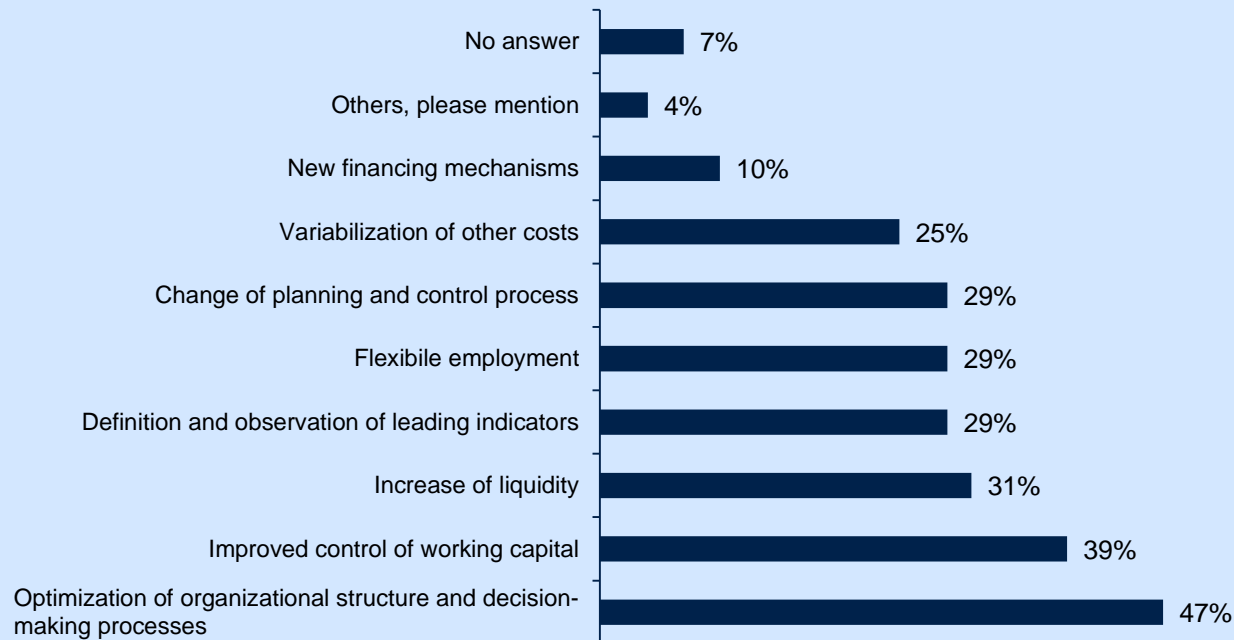 No answer
7%
Others, please mention
4%
New financing mechanisms
10%
Variabilization of other costs
25%
Change of planning and control process
29%
Flexibile employment
29%
Definition and observation of leading indicators
29%
Increase of liquidity
31%
Improved control of working capital
39%
Optimization of organizational structure and decision-
making processes
47%